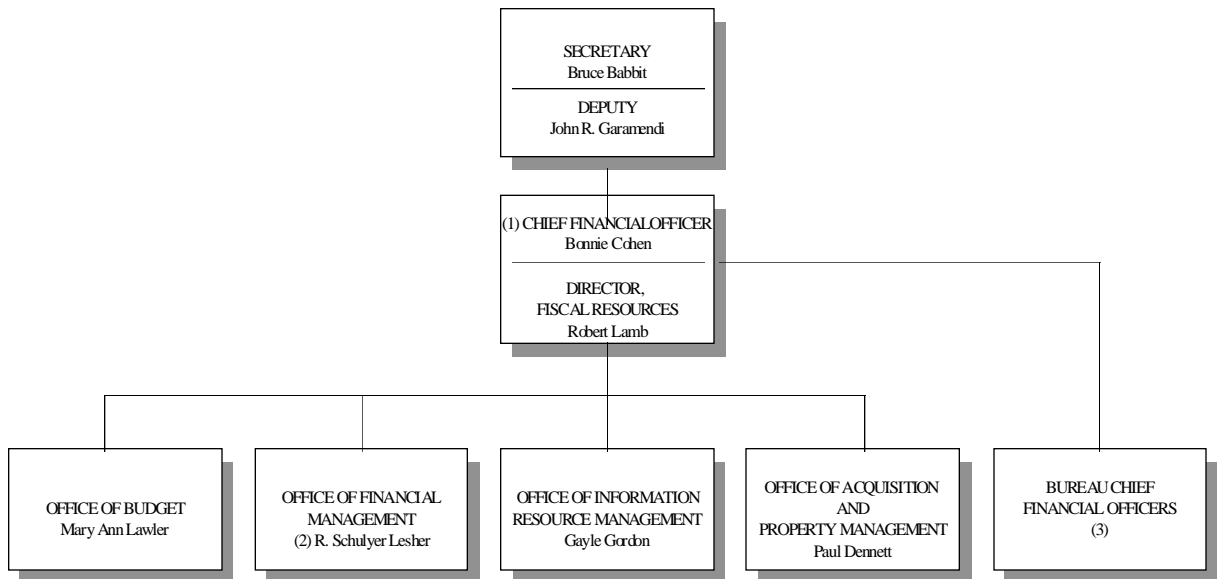 SECRETARY
Bruce Babbit
DEPUTY
John R. Garamendi
(1) CHIEF FINANCIAL OFFICER
Bonnie Cohen
DIRECTOR,
FISCAL RESOURCES
Robert Lamb
OFFICE OF BUDGET
Mary Ann Lawler
OFFICE OF FINANCIAL
MANAGEMENT
(2) R. Schulyer Lesher
OFFICE OF INFORMATION
RESOURCE MANAGEMENT
Gayle Gordon
OFFICE OF ACQUISITION
AND
PROPERTY MANAGEMENT
Paul Dennett
BUREAU CHIEF
FINANCIAL OFFICERS
(3)